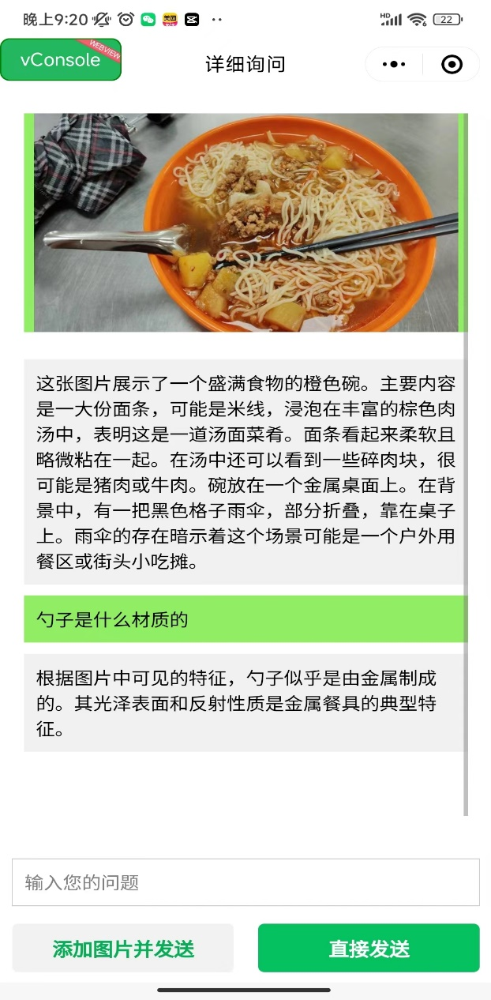 晚上9:20
HD
22
vConsole
WEBVIEW
详细询问
这张图片展示了一个盛满食物的橙色碗。主要内容
是一大份面条，可能是米线，浸泡在丰富的棕色肉
汤中，表明这是一道汤面菜肴。面条看起来柔软且
略微粘在一起。在汤中还可以看到一些碎肉块，很
可能是猪肉或牛肉。碗放在一个金属桌面上。在背
景中，有一把黑色格子雨伞，部分折叠，靠在桌子
上。雨伞的存在暗示着这个场景可能是一个户外用
餐区或街头小吃摊。
勺子是什么材质的
根据图片中可见的特征，勺子似乎是由金属制成
的。其光泽表面和反射性质是金属餐具的典型特
征。
输入您的问题
添加图片并发送
直接发送